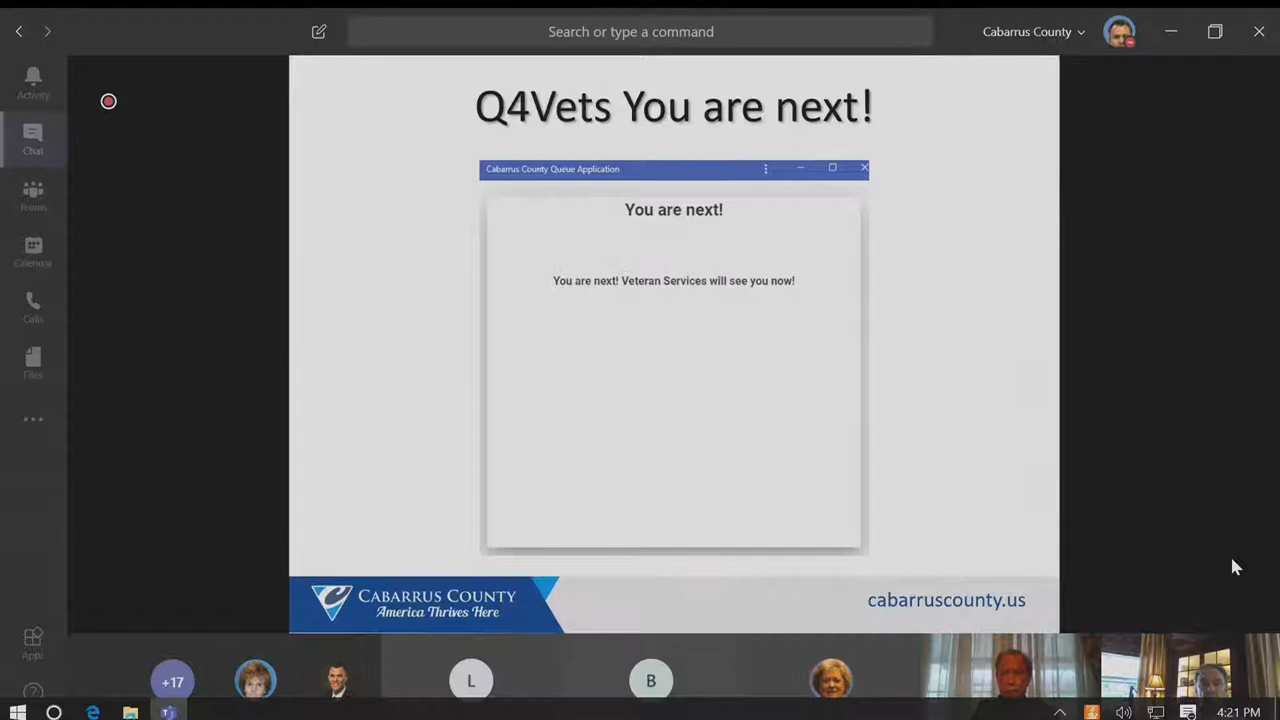 Search or type a command
Cabarrus County
Activity
Chat
Teams
Calendar
Calls
Files
Apps
Q4Vets You are next!
Cabarrus County Queue Application
You are next!
You are next! Veteran Services will see you now!
CABARRUS COUNTY
America Thrives Here
cabarruscounty.us
+17
L
B
4:21 PM